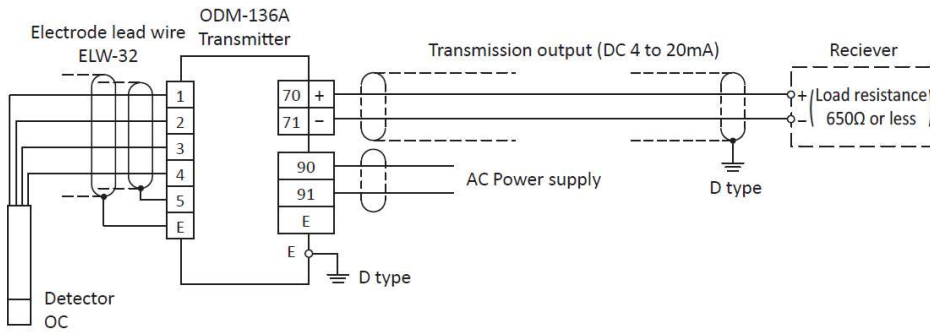 ODM-136A
Transmitter
Electrode lead wire
ELW-32
Transmission output (DC 4 to 20mA)
Reciever
1
2
3
4
5
E
70 +
71 −
90
91
E
E
D type
AC Power supply
D type
+ Load resistance
− 650Ω or less
Detector
OC